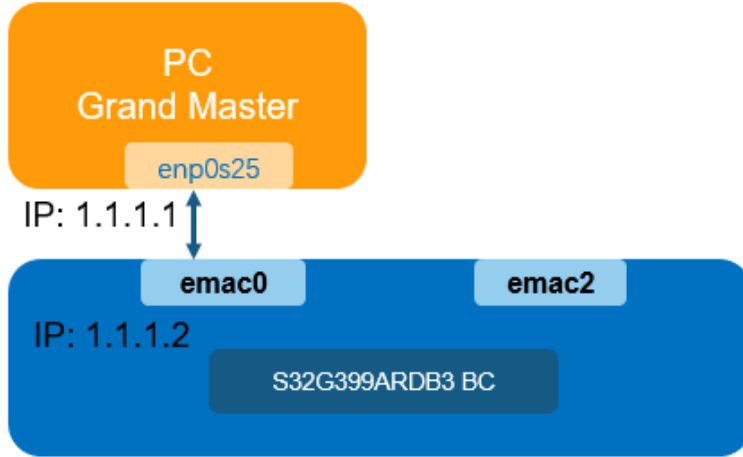 PC
Grand Master
enp0s25
IP: 1.1.1.1
emac0
emac2
IP: 1.1.1.2
S32G399ARDB3 BC